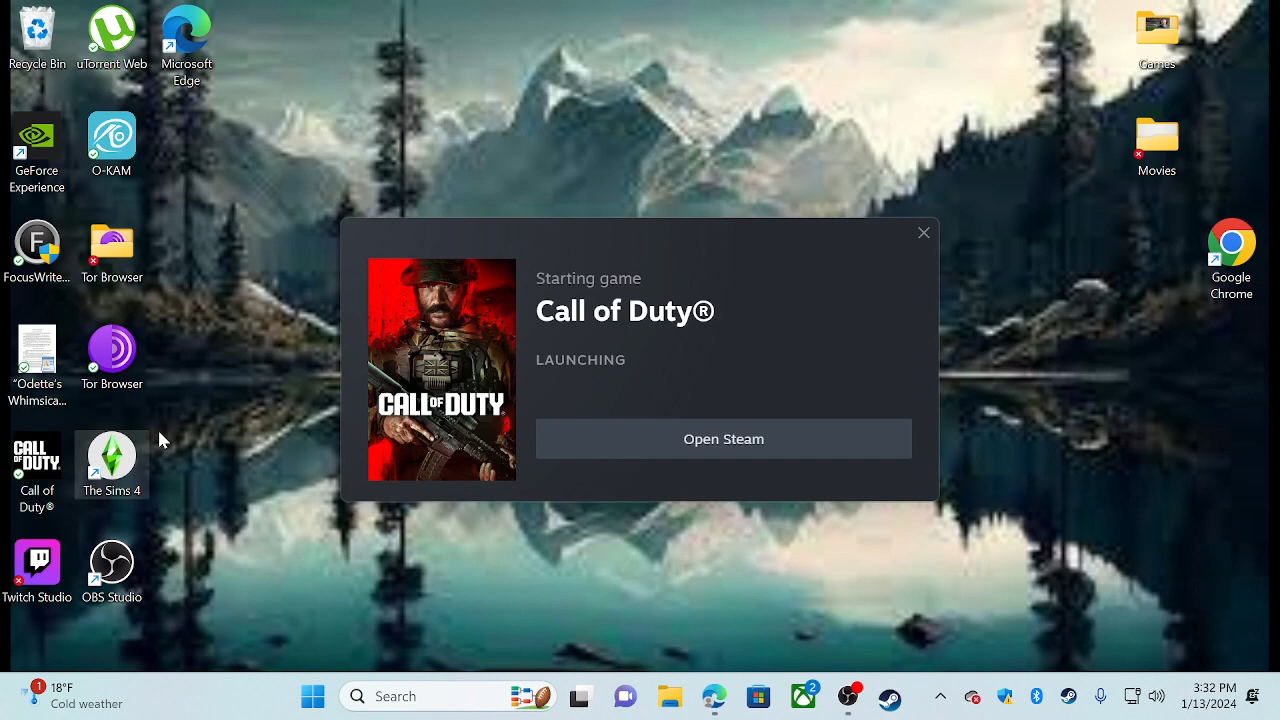 Recycle Bin
uTorrent Web
Microsoft
Edge
Games
GeForce
Experience
O-KAM
Movies
FocusWrite...
Tor Browser
Google
Chrome
"Odette's
Whimsica...
Tor Browser
CALL OF DUTY®
Call of
Duty®
The Sims 4
Twitch Studio
OBS Studio
CALL OF DUTY®
Starting game
Call of Duty®
LAUNCHING
Open Steam
1
18°F
Search
2
3:32 PM
1/13/2024